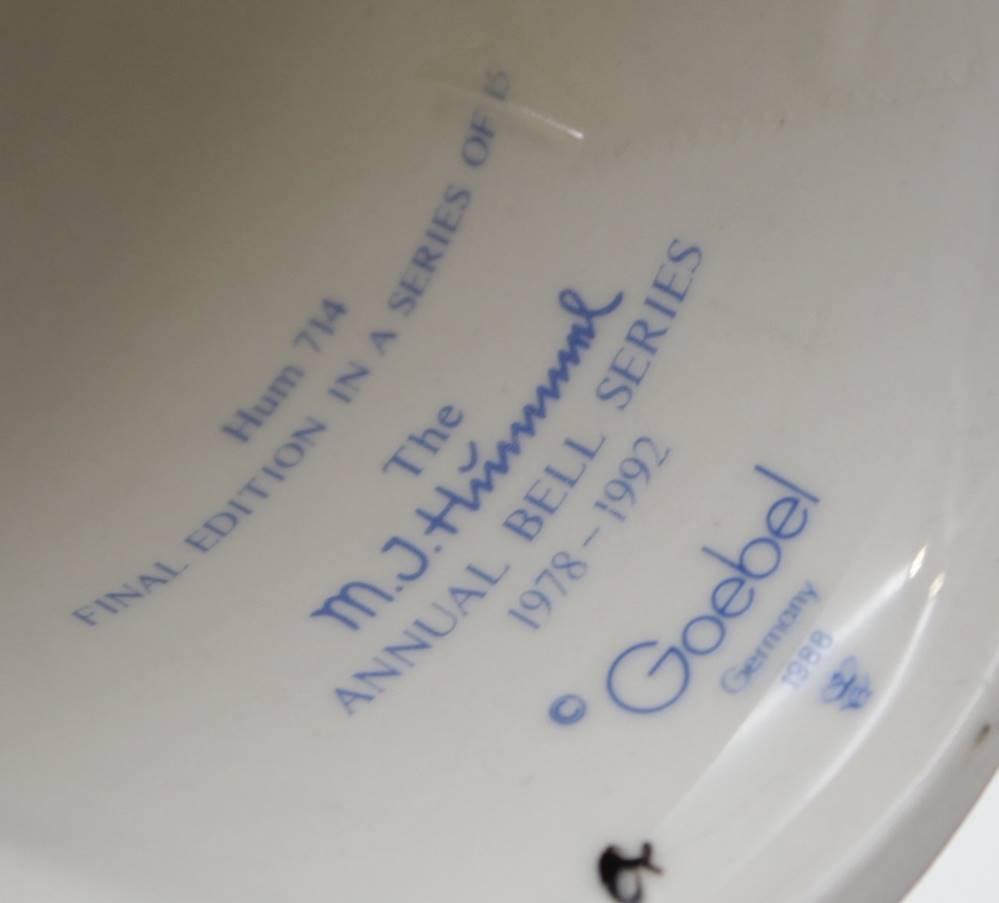 Hum 714
FINAL EDITION IN A SERIES OF 15
The
M.J. Hummel
ANNUAL BELL SERIES
1978-1992
© Goebel
Germany
1988